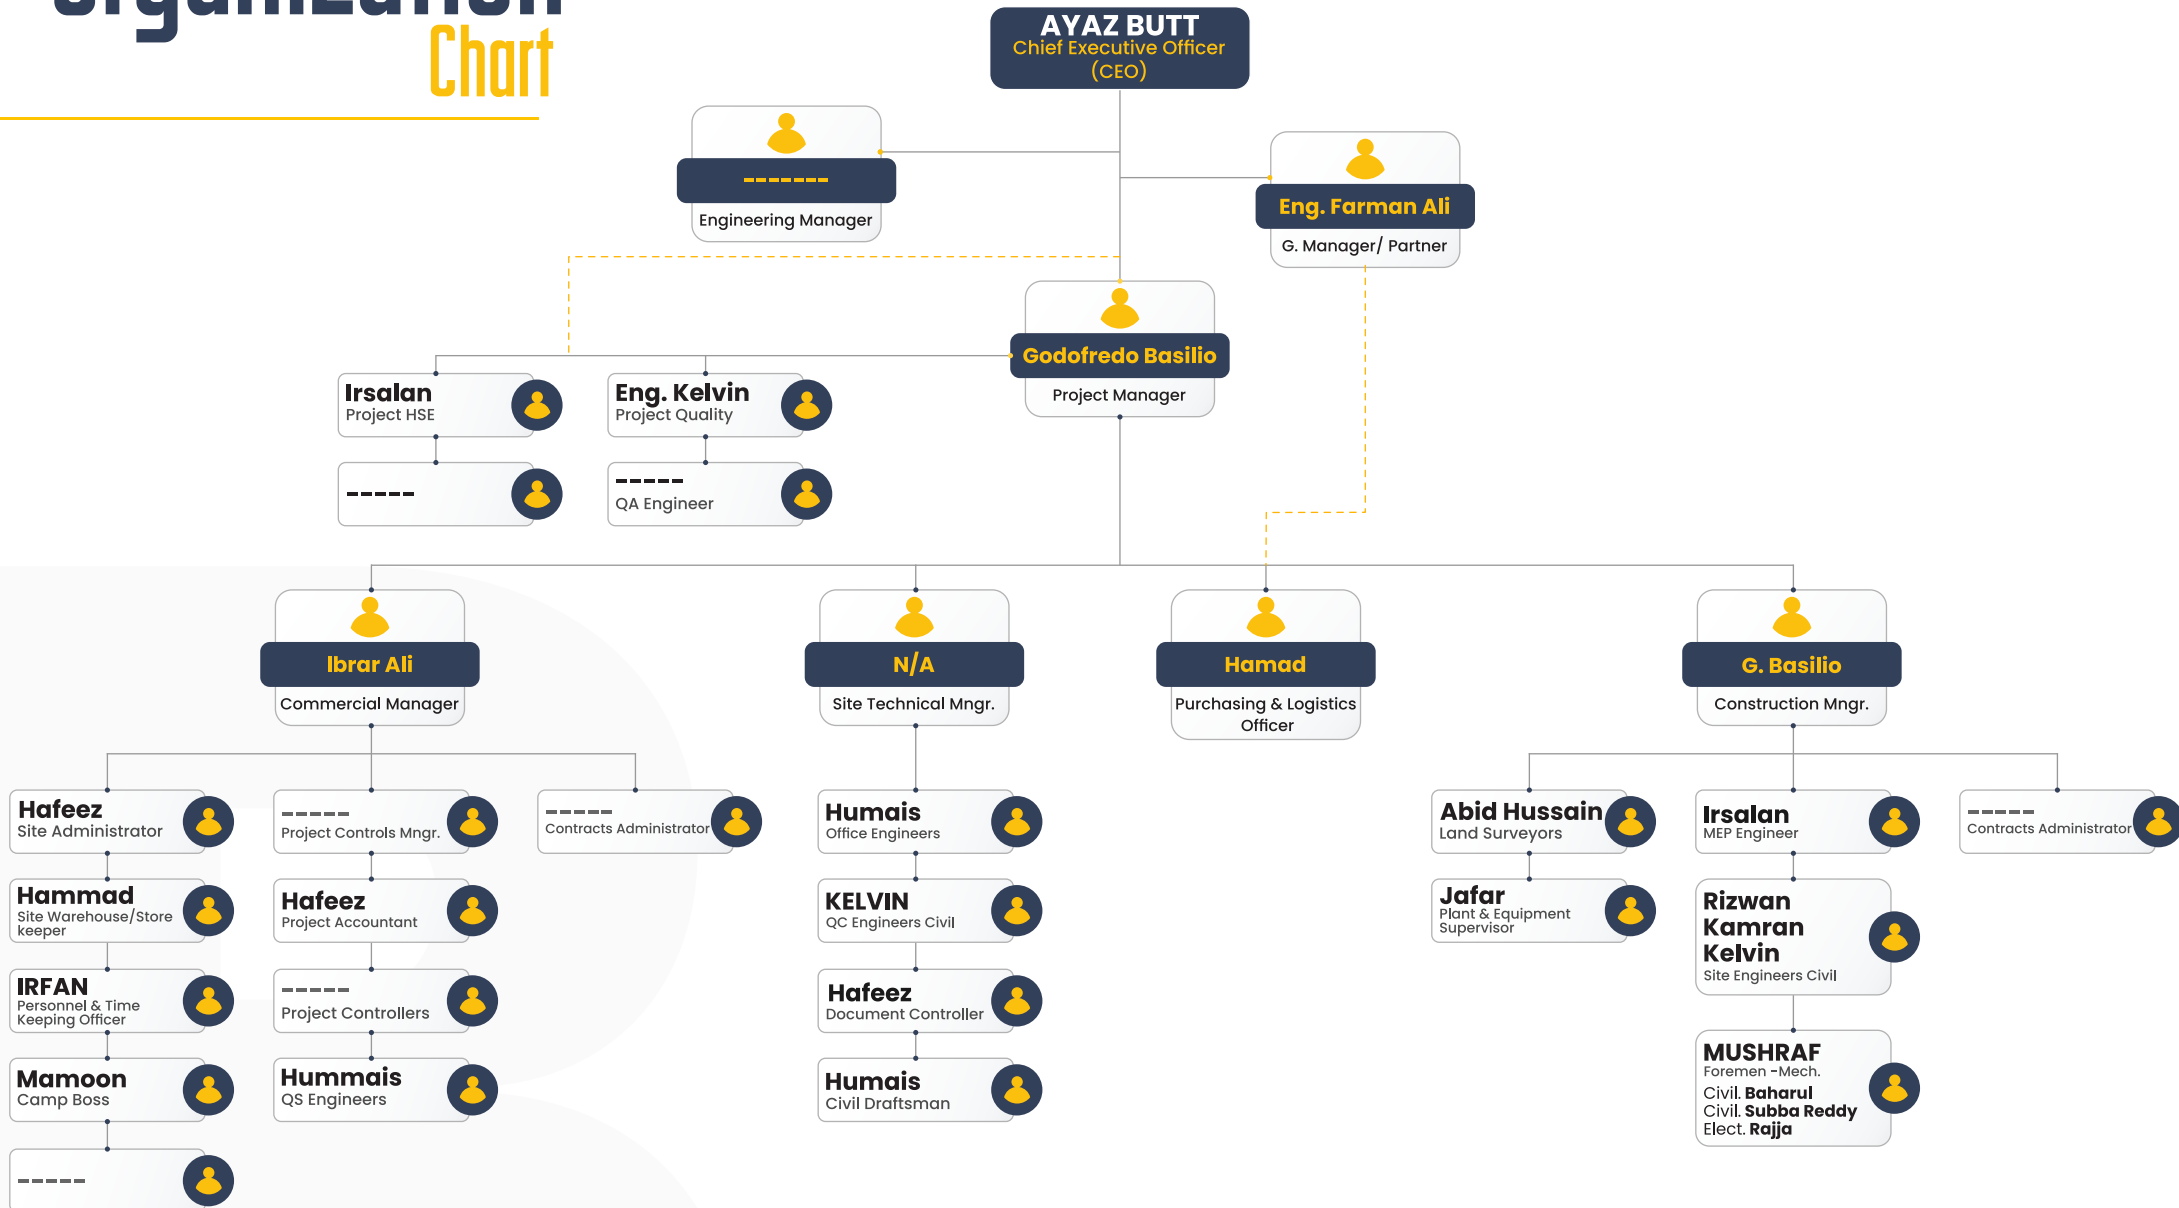 Organization
Chart
AYAZ BUTT
Chief Executive Officer
(CEO)
-------
Engineering Manager
Eng. Farman Ali
G. Manager/ Partner
Godofredo Basilio
Project Manager
Irsalan
Project HSE
Eng. Kelvin
Project Quality
-----
-----
QA Engineer
Ibrar Ali
Commercial Manager
N/A
Site Technical Mngr.
Hamad
Purchasing & Logistics
Officer
G. Basilio
Construction Mngr.
Hafeez
Site Administrator
-----
Project Controls Mngr.
-----
Contracts Administrator
Humais
Office Engineers
Abid Hussain
Land Surveyors
Irsalan
MEP Engineer
-----
Contracts Administrator
Hammad
Site Warehouse/Store
keeper
Hafeez
Project Accountant
KELVIN
QC Engineers Civil
Jafar
Plant & Equipment
Supervisor
Rizwan
Kamran
Kelvin
Site Engineers Civil
IRFAN
Personnel & Time
Keeping Officer
-----
Project Controllers
Hafeez
Document Controller
MUSHRAF
Foremen -Mech.
Civil. Baharul
Civil. Subba Reddy
Elect. Rajja
Mamoon
Camp Boss
Hummais
QS Engineers
Humais
Civil Draftsman
-----